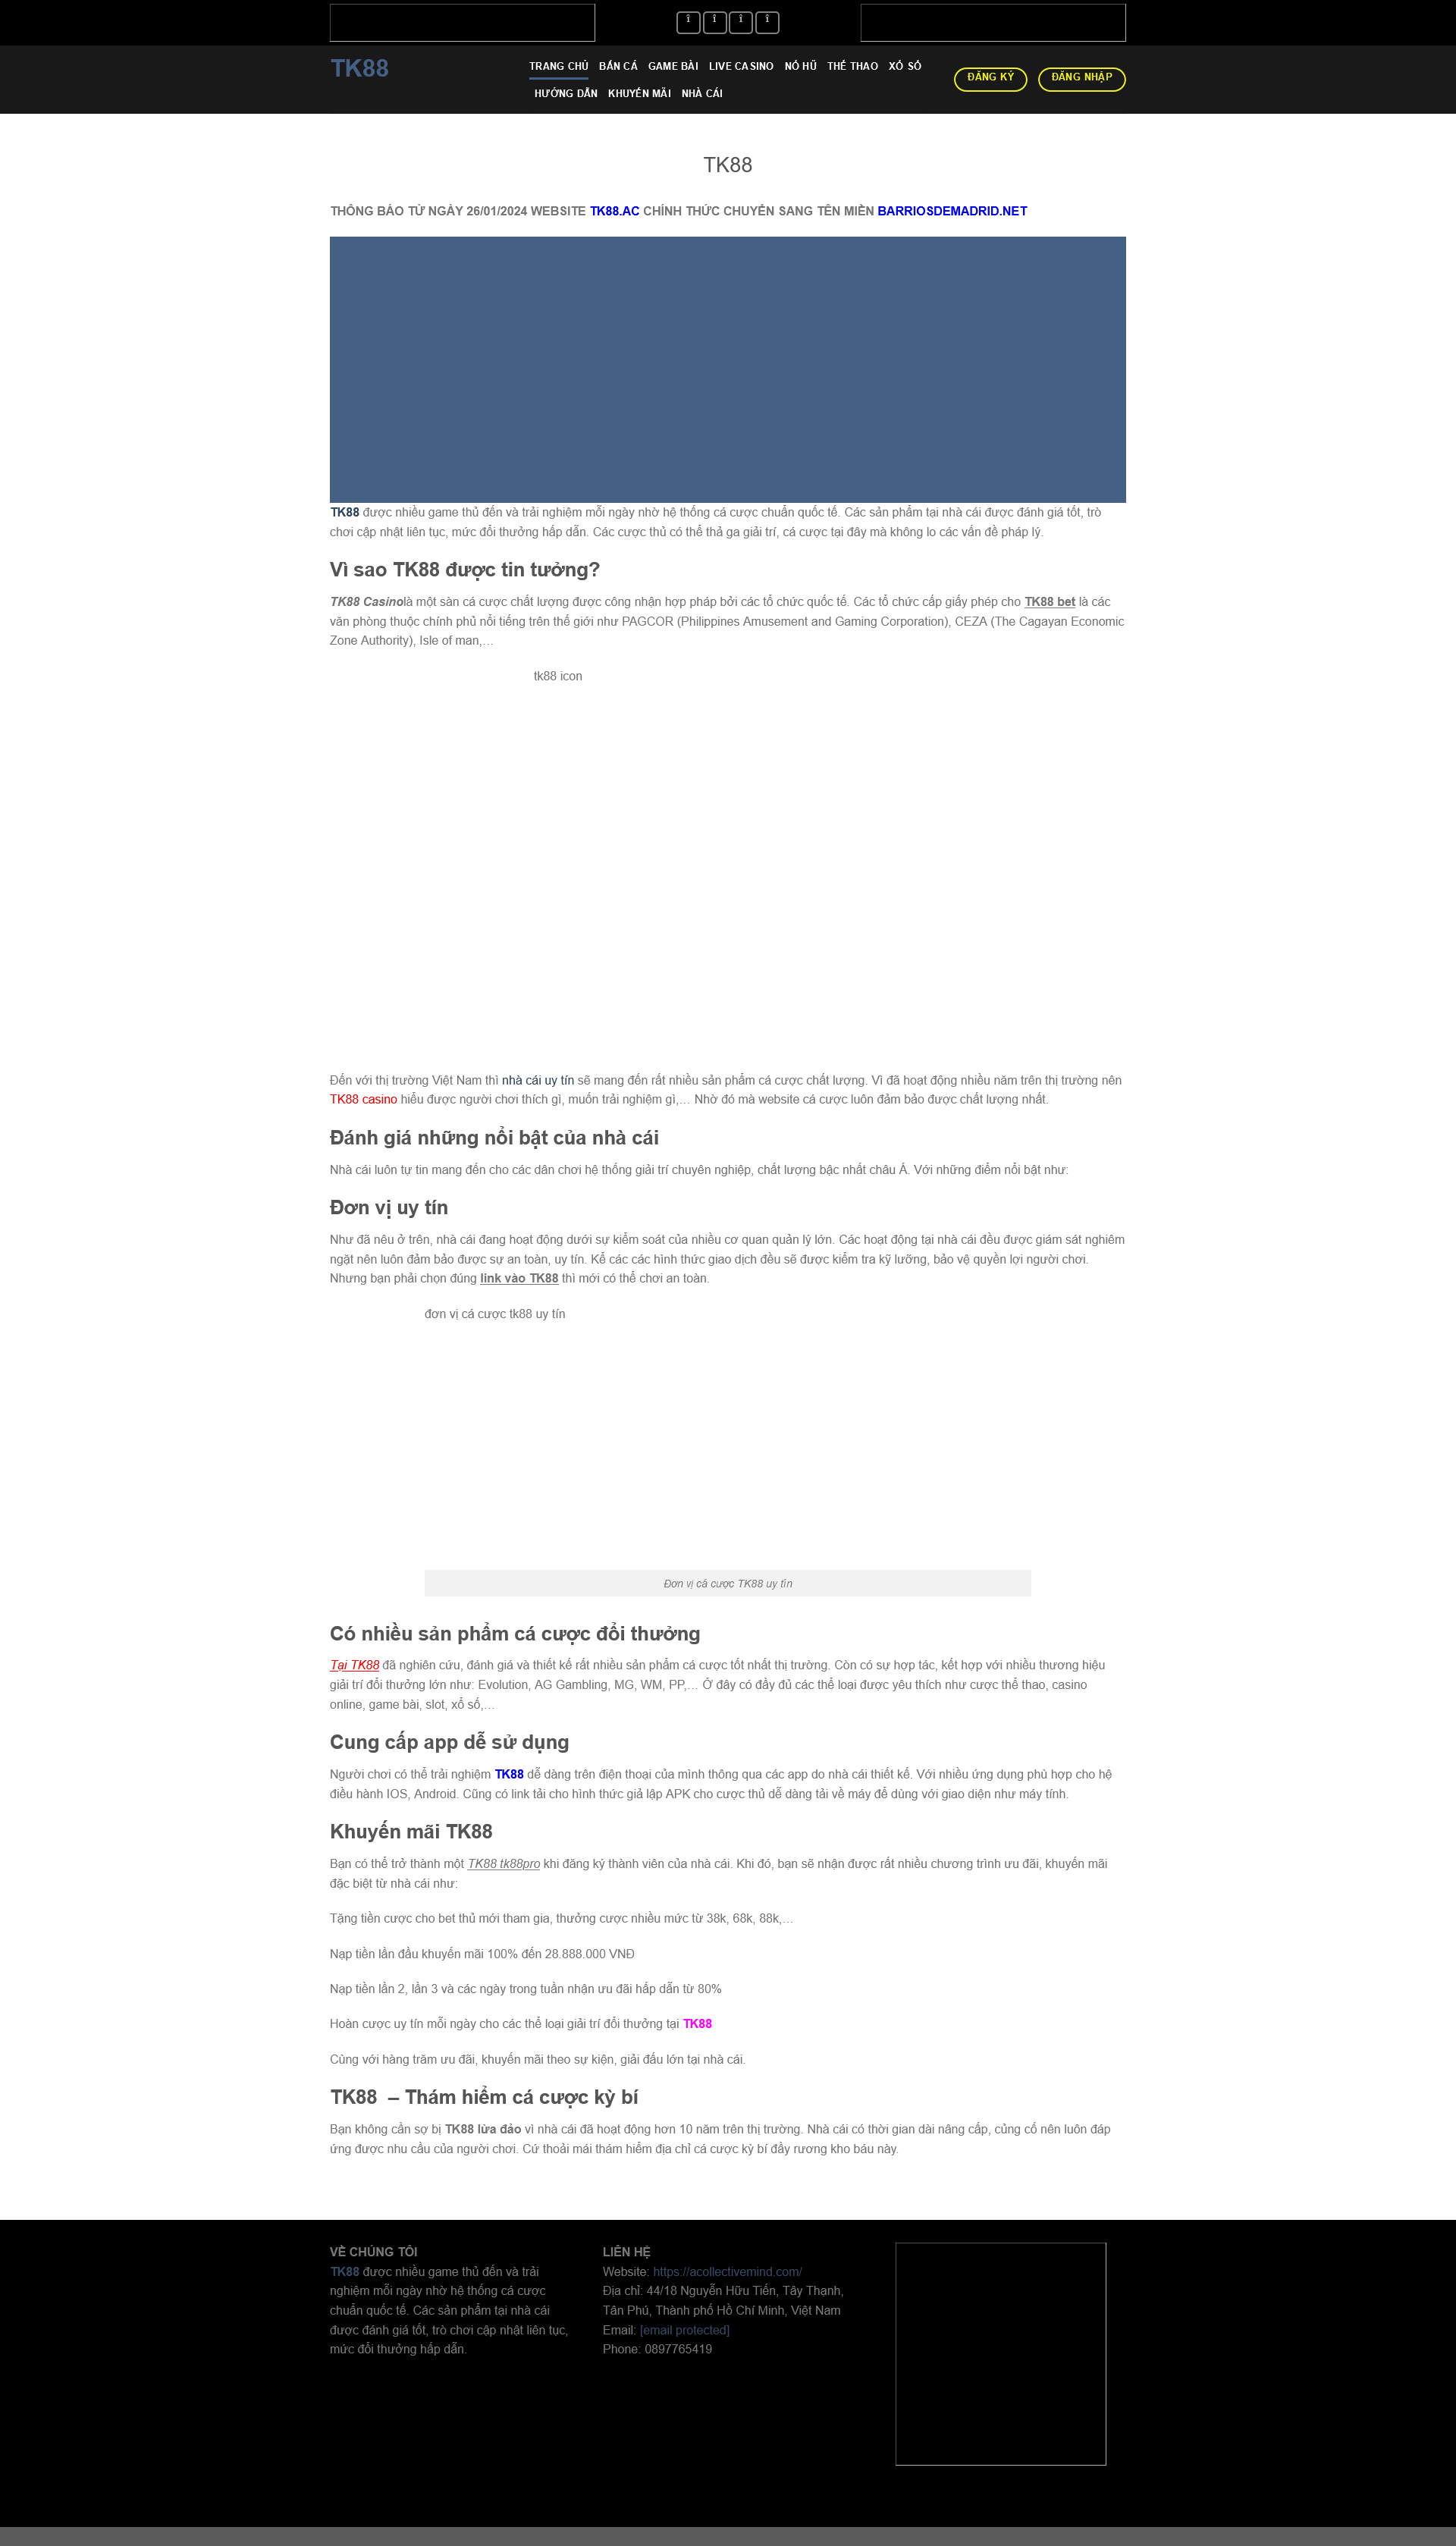 TK88
TRANG CHỦ BẮN CÁ GAME BÀI LIVE CASINO NỔ HŨ THỂ THAO XỔ SỐ
HƯỚNG DẪN KHUYẾN MÃI NHÀ CÁI
ĐĂNG KÝ ĐĂNG NHẬP
TK88
THÔNG BÁO TỪ NGÀY 26/01/2024 WEBSITE TK88.AC CHÍNH THỨC CHUYỂN SANG TÊN MIỀN BARRIOSDEMADRID.NET
TK88 được nhiều game thủ đến và trải nghiệm mỗi ngày nhờ hệ thống cá cược chuẩn quốc tế. Các sản phẩm tại nhà cái được đánh giá tốt, trò
chơi cập nhật liên tục, mức đổi thưởng hấp dẫn. Các cược thủ có thể thả ga giải trí, cá cược tại đây mà không lo các vấn đề pháp lý.
Vì sao TK88 được tin tưởng?
TK88 Casinolà một sàn cá cược chất lượng được công nhận hợp pháp bởi các tổ chức quốc tế. Các tổ chức cấp giấy phép cho TK88 bet là các
văn phòng thuộc chính phủ nổi tiếng trên thế giới như PAGCOR (Philippines Amusement and Gaming Corporation), CEZA (The Cagayan Economic
Zone Authority), Isle of man,…
tk88 icon
Đến với thị trường Việt Nam thì nhà cái uy tín sẽ mang đến rất nhiều sản phẩm cá cược chất lượng. Vì đã hoạt động nhiều năm trên thị trường nên
TK88 casino hiểu được người chơi thích gì, muốn trải nghiệm gì,… Nhờ đó mà website cá cược luôn đảm bảo được chất lượng nhất.
Đánh giá những nổi bật của nhà cái
Nhà cái luôn tự tin mang đến cho các dân chơi hệ thống giải trí chuyên nghiệp, chất lượng bậc nhất châu Á. Với những điểm nổi bật như:
Đơn vị uy tín
Như đã nêu ở trên, nhà cái đang hoạt động dưới sự kiểm soát của nhiều cơ quan quản lý lớn. Các hoạt động tại nhà cái đều được giám sát nghiêm
ngặt nên luôn đảm bảo được sự an toàn, uy tín. Kể các các hình thức giao dịch đều sẽ được kiểm tra kỹ lưỡng, bảo vệ quyền lợi người chơi.
Nhưng bạn phải chọn đúng link vào TK88 thì mới có thể chơi an toàn.
đơn vị cá cược tk88 uy tín
Đơn vị cá cược TK88 uy tín
Có nhiều sản phẩm cá cược đổi thưởng
Tại TK88 đã nghiên cứu, đánh giá và thiết kế rất nhiều sản phẩm cá cược tốt nhất thị trường. Còn có sự hợp tác, kết hợp với nhiều thương hiệu
giải trí đổi thưởng lớn như: Evolution, AG Gambling, MG, WM, PP,… Ở đây có đầy đủ các thể loại được yêu thích như cược thể thao, casino
online, game bài, slot, xổ số,…
Cung cấp app dễ sử dụng
Người chơi có thể trải nghiệm TK88 dễ dàng trên điện thoại của mình thông qua các app do nhà cái thiết kế. Với nhiều ứng dụng phù hợp cho hệ
điều hành IOS, Android. Cũng có link tải cho hình thức giả lập APK cho cược thủ dễ dàng tải về máy để dùng với giao diện như máy tính.
Khuyến mãi TK88
Bạn có thể trở thành một TK88 tk88pro khi đăng ký thành viên của nhà cái. Khi đó, bạn sẽ nhận được rất nhiều chương trình ưu đãi, khuyến mãi
đặc biệt từ nhà cái như:
Tặng tiền cược cho bet thủ mới tham gia, thưởng cược nhiều mức từ 38k, 68k, 88k,…
Nạp tiền lần đầu khuyến mãi 100% đến 28.888.000 VNĐ
Nạp tiền lần 2, lần 3 và các ngày trong tuần nhận ưu đãi hấp dẫn từ 80%
Hoàn cược uy tín mỗi ngày cho các thể loại giải trí đổi thưởng tại TK88
Cùng với hàng trăm ưu đãi, khuyến mãi theo sự kiện, giải đấu lớn tại nhà cái.
TK88 – Thám hiểm cá cược kỳ bí
Bạn không cần sợ bị TK88 lừa đảo vì nhà cái đã hoạt động hơn 10 năm trên thị trường. Nhà cái có thời gian dài nâng cấp, củng cố nên luôn đáp
ứng được nhu cầu của người chơi. Cứ thoải mái thám hiểm địa chỉ cá cược kỳ bí đầy rương kho báu này.
VỀ CHÚNG TÔI
TK88 được nhiều game thủ đến và trải
nghiệm mỗi ngày nhờ hệ thống cá cược
chuẩn quốc tế. Các sản phẩm tại nhà cái
được đánh giá tốt, trò chơi cập nhật liên tục,
mức đổi thưởng hấp dẫn.
LIÊN HỆ
Website: https://acollectivemind.com/
Địa chỉ: 44/18 Nguyễn Hữu Tiến, Tây Thạnh,
Tân Phú, Thành phố Hồ Chí Minh, Việt Nam
Email: [email protected]
Phone: 0897765419